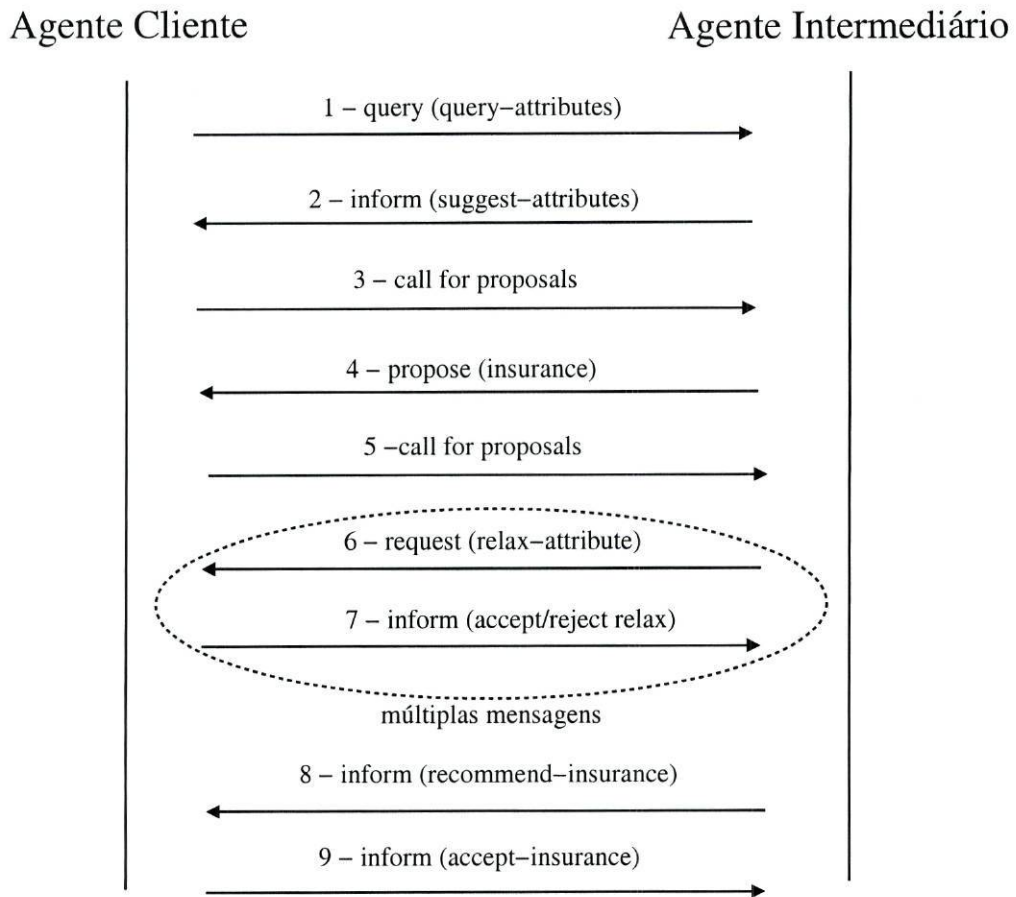 Agente Cliente
Agente Intermediário
1 – query (query–attributes)
2 – inform (suggest–attributes)
3 – call for proposals
4 – propose (insurance)
5 –call for proposals
6 – request (relax–attribute)
7 – inform (accept/reject relax)
múltiplas mensagens
8 – inform (recommend–insurance)
9 – inform (accept–insurance)